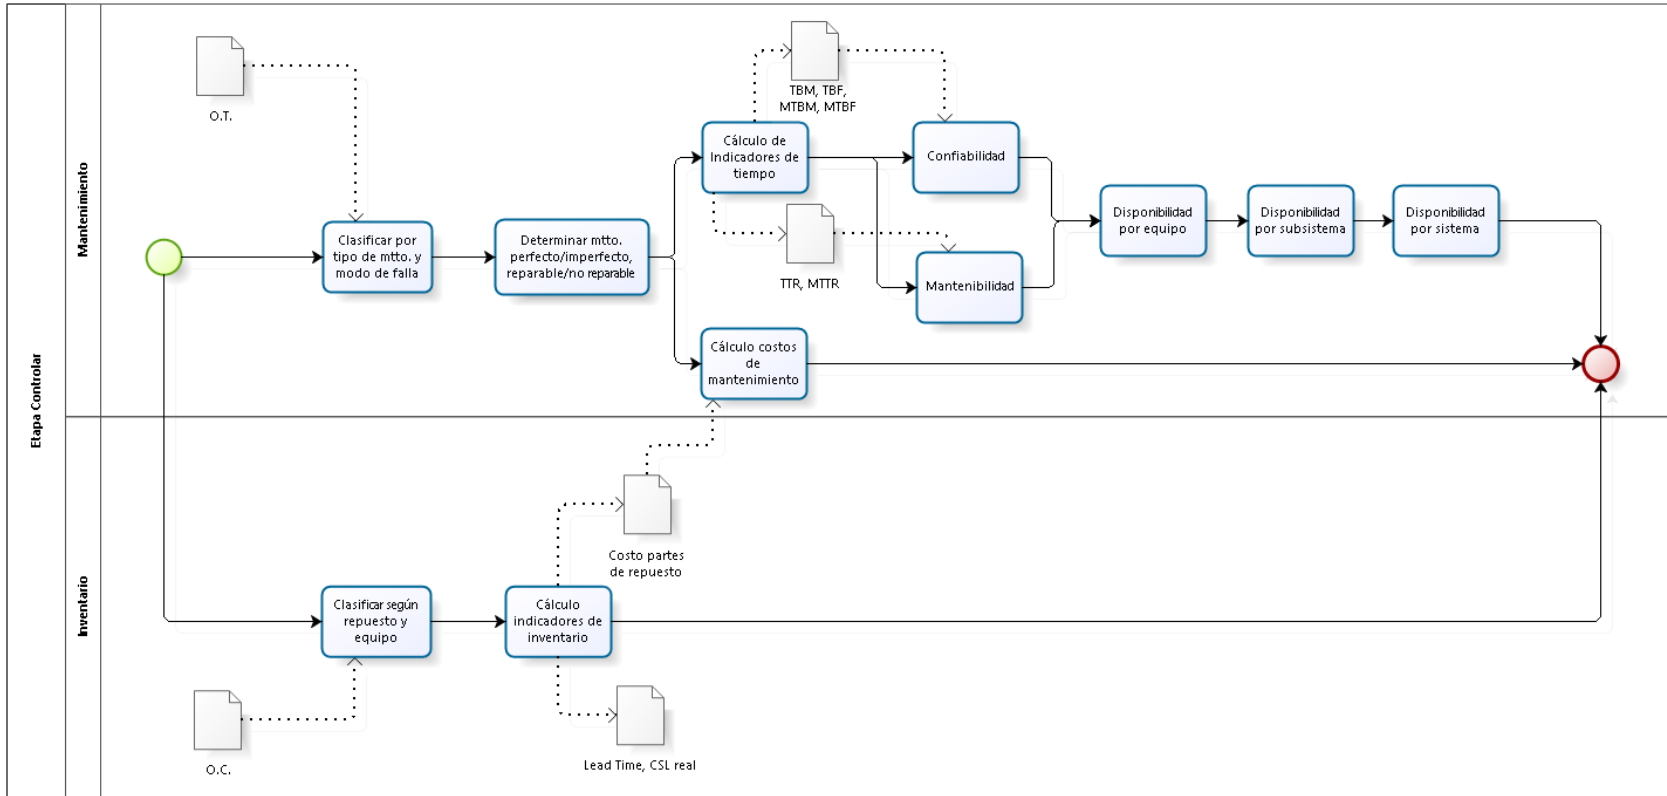 Etapa Controlar
Mantenimiento
O.T.
Clasificar por
tipo de mtto. y
modo de falla
Determinar mtto.
perfecto/imperfecto,
reparable/no reparable
Cálculo de
Indicadores de
tiempo
TBM, TBF,
MTBM, MTBF
TTR, MTTR
Confiabilidad
Mantenibilidad
Disponibilidad
por equipo
Disponibilidad
por subsistema
Disponibilidad
por sistema
Cálculo costos
de
mantenimiento
Inventario
Costo partes
de repuesto
Clasificar según
repuesto y
equipo
Cálculo
indicadores de
inventario
O.C.
Lead Time, CSL real